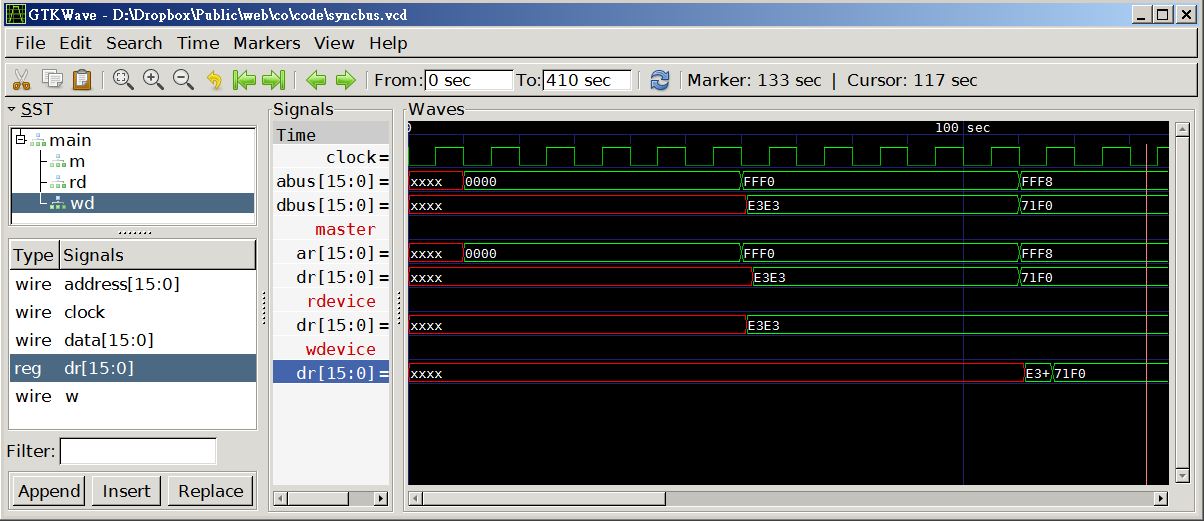 GTKWave - D:\Dropbox\Public\web\co\code\syncbus.vcd
File Edit Search Time Markers View Help
From: 0 sec To: 410 sec Marker: 133 sec | Cursor: 117 sec
SST
main
m
rd
wd
Type Signals
wire address[15:0]
wire clock
wire data[15:0]
reg dr[15:0]
wire w
Filter:
Append Insert Replace
Signals
Time
clock=
abus[15:0]=
dbus[15:0]=
master
ar[15:0]=
dr[15:0]=
rdevice
dr[15:0]=
wdevice
dr[15:0]=
Waves
0 100 sec
xxxx 0000 FFF0 FFF8
xxxx E3E3 71F0
xxxx 0000 FFF0 FFF8
xxxx E3E3 71F0
xxxx E3E3
xxxx E3+ 71F0